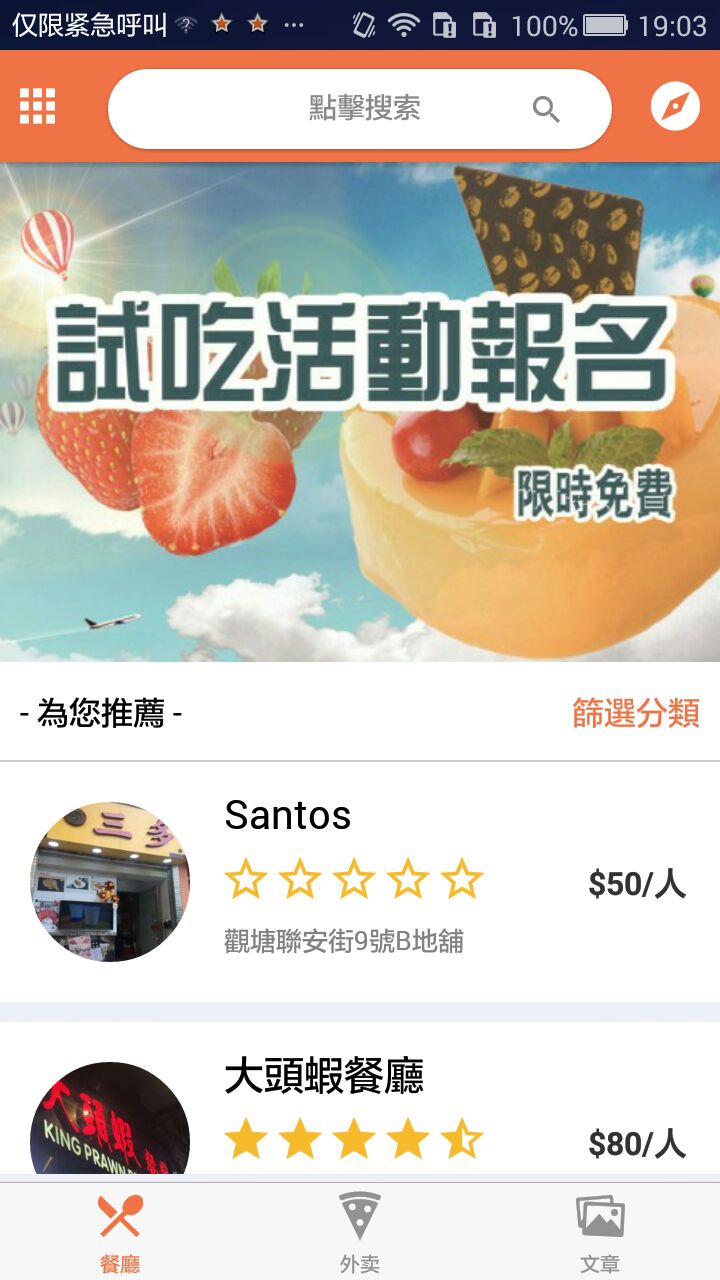 仅限紧急呼叫 100% 19:03
點擊搜索
試吃活動報名
限時免費
- 為您推薦 -
篩選分類
三多
Santos
$50/人
觀塘聯安街9號B地舖
大頭蝦餐廳
大頭蝦
KING PRAWN
$80/人
餐廳
外卖
文章